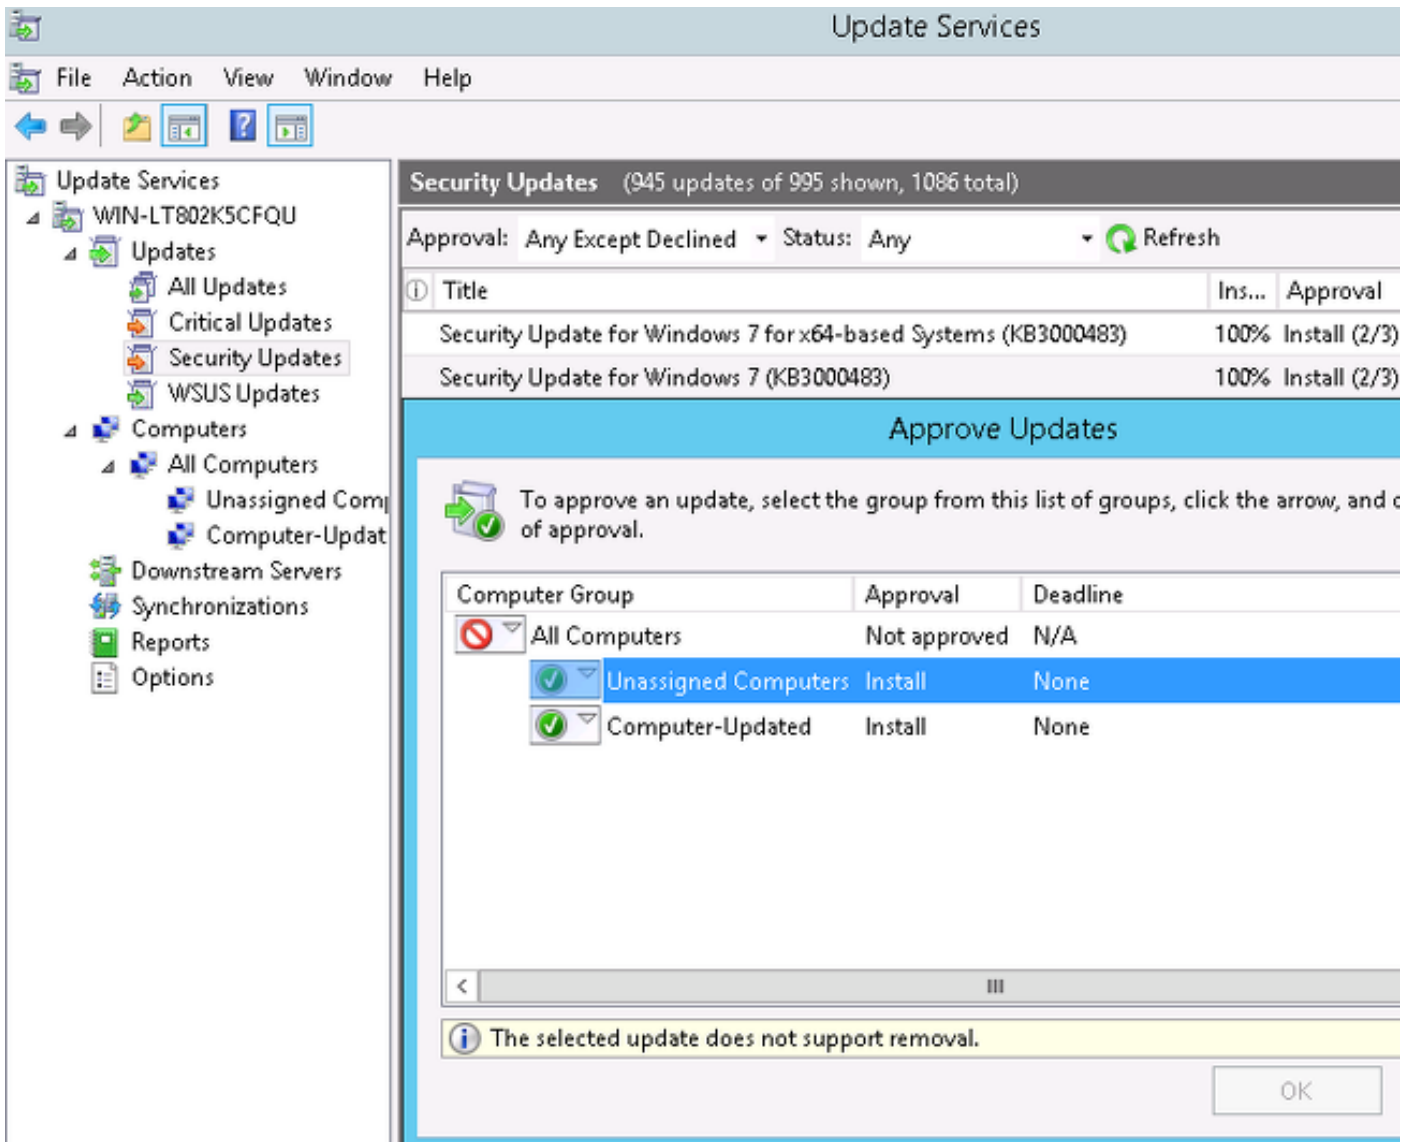 Update Services
File Action View Window Help
Update Services
WIN-LT802K5CFQU
Updates
All Updates
Critical Updates
Security Updates
WSUS Updates
Computers
All Computers
Unassigned Comp
Computer-Updat
Downstream Servers
Synchronizations
Reports
Options
Security Updates (945 updates of 995 shown, 1086 total)
Approval: Any Except Declined Status: Any Refresh
Title Ins... Approval
Security Update for Windows 7 for x64-based Systems (KB3000483) 100% Install (2/3)
Security Update for Windows 7 (KB3000483) 100% Install (2/3)
Approve Updates
To approve an update, select the group from this list of groups, click the arrow, and
of approval.
Computer Group Approval Deadline
All Computers Not approved N/A
Unassigned Computers Install None
Computer-Updated Install None
The selected update does not support removal.
OK